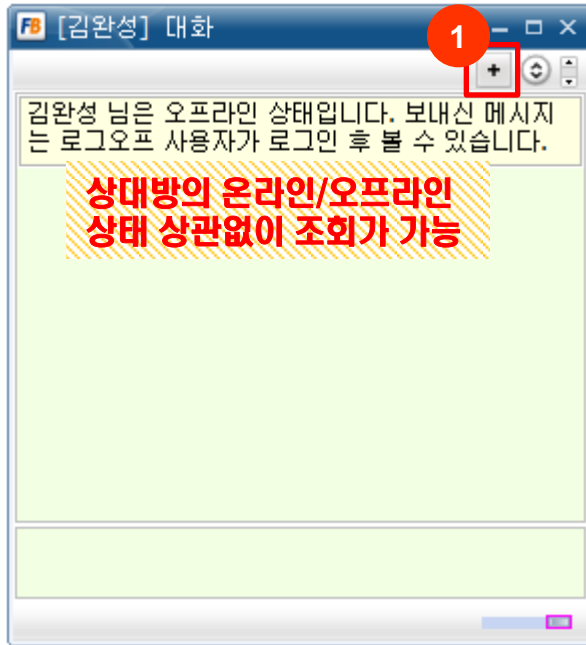 FB [김완성] 대화
1
김완성 님은 오프라인 상태입니다. 보내신 메시지
는 로그오프 사용자가 로그인 후 볼 수 있습니다.
상대방의 온라인/오프라인
상태 상관없이 조회가 가능